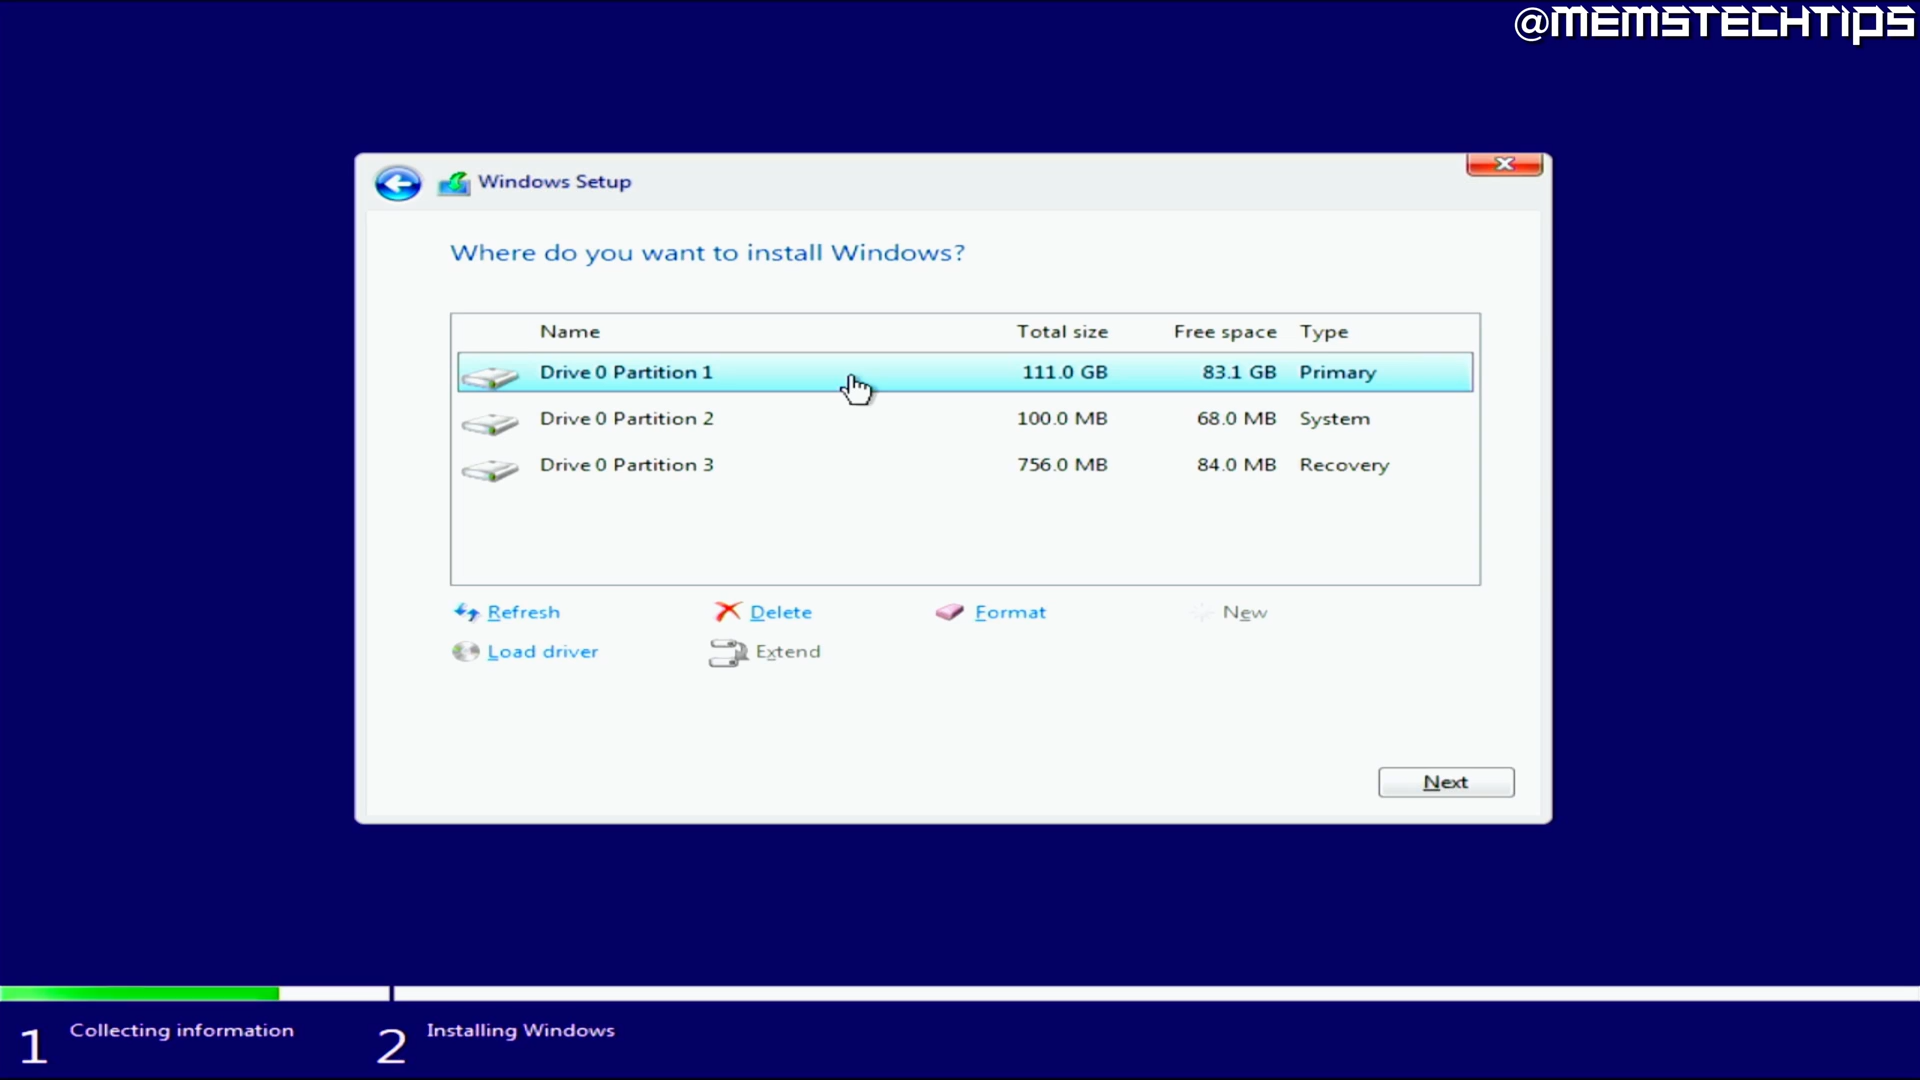 @MEMSTECHTIPS
Windows Setup
Where do you want to install Windows?
Name Total size Free space Type
Drive 0 Partition 1 111.0 GB 83.1 GB Primary
Drive 0 Partition 2 100.0 MB 68.0 MB System
Drive 0 Partition 3 756.0 MB 84.0 MB Recovery
Refresh Delete Format New
Load driver Extend
Next
1 Collecting information 2 Installing Windows